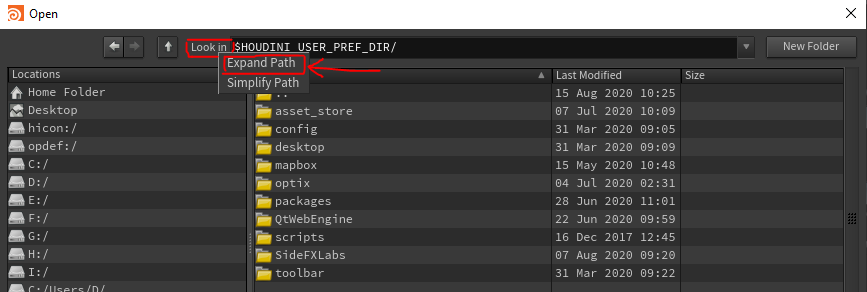 Open
Look in $HOUDINI_USER_PREF_DIR/ New Folder
Expand Path
Simplify Path
Locations
Last Modified Size
Home Folder
Desktop
hicon:/
opdef:/
C:/
D:/
E:/
F:/
G:/
H:/
I:/
C:/Users/D/
.. 15 Aug 2020 10:25
asset_store 07 Jul 2020 10:09
config 31 Mar 2020 09:05
desktop 31 Mar 2020 09:09
mapbox 15 May 2020 10:48
optix 04 Jul 2020 02:31
packages 28 Jun 2020 11:01
QtWebEngine 22 Jun 2020 09:59
scripts 16 Dec 2017 12:45
SideFXLabs 07 Aug 2020 09:20
toolbar 31 Mar 2020 09:22